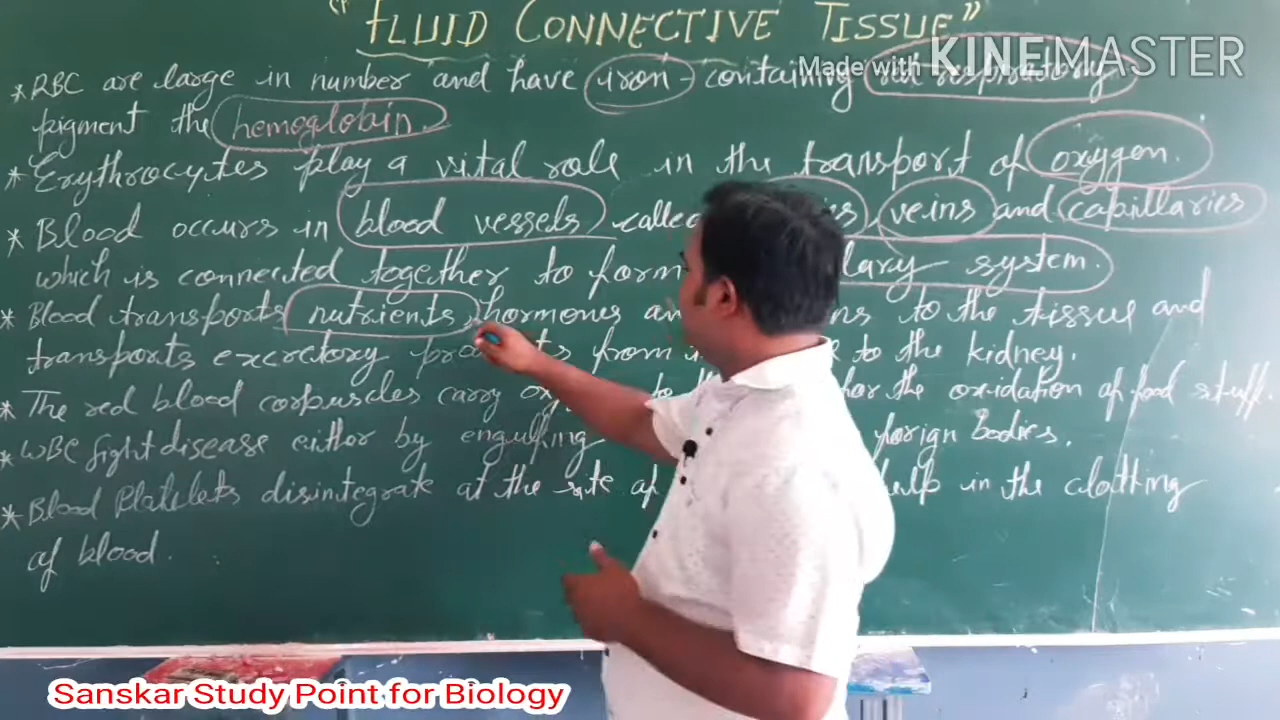 "FLUID CONNECTIVE TISSUE"
Made with KINEMASTER
* RBC are large in number and have iron-containing respiratory
pigment the hemoglobin
* Erythrocytes play a vital role in the transport of oxygen.
* Blood occurs in blood vessels, called veins and capillaries
which is connected together to form system.
* Blood transports nutrients, hormones to the tissue and
transports excretory from to the kidney.
* The red blood corpuscles carry the oxidation of food stuff.
* WBC fight disease either by engulfing forign bodies.
* Blood Platelets disintegrate at the site of help in the clotting
of blood.
Sanskar Study Point for Biology